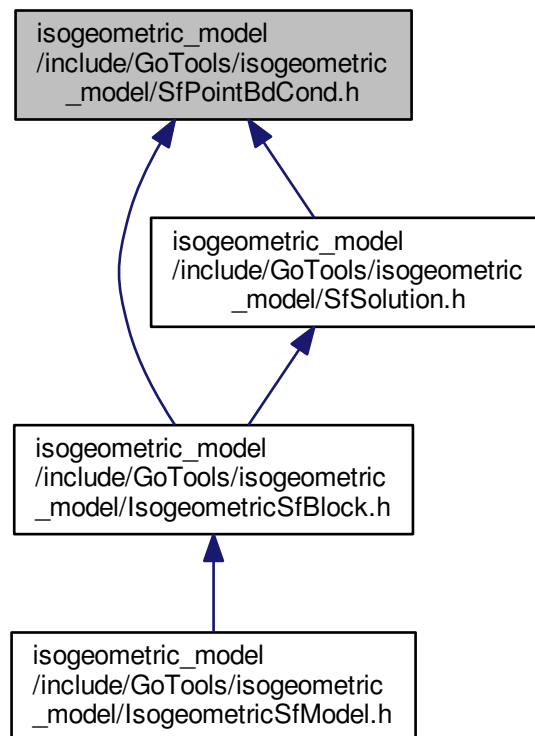 isogeometric_model
/include/GoTools/isogeometric
_model/SfPointBdCond.h
isogeometric_model
/include/GoTools/isogeometric
_model/SfSolution.h
isogeometric_model
/include/GoTools/isogeometric
_model/IsogeometricSfBlock.h
isogeometric_model
/include/GoTools/isogeometric
_model/IsogeometricSfModel.h